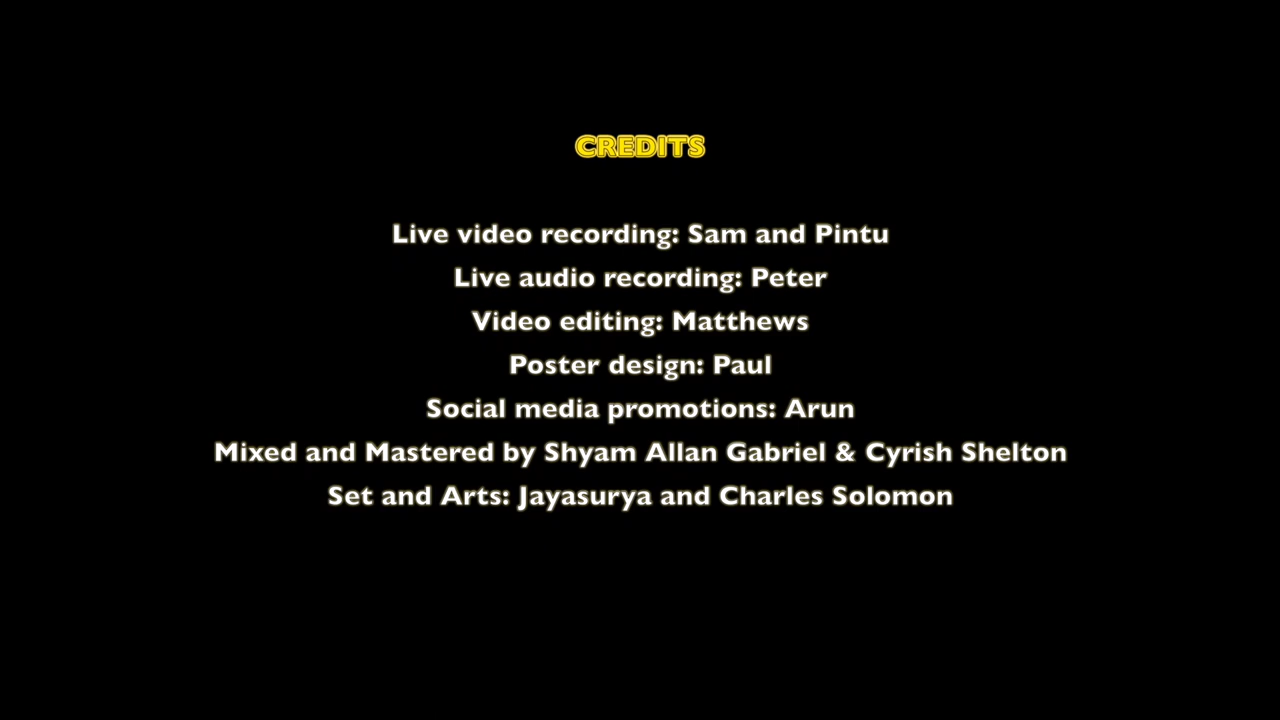 CREDITS
Live video recording: Sam and Pintu
Live audio recording: Peter
Video editing: Matthews
Poster design: Paul
Social media promotions: Arun
Mixed and Mastered by Shyam Allan Gabriel & Cyrish Shelton
Set and Arts: Jayasurya and Charles Solomon